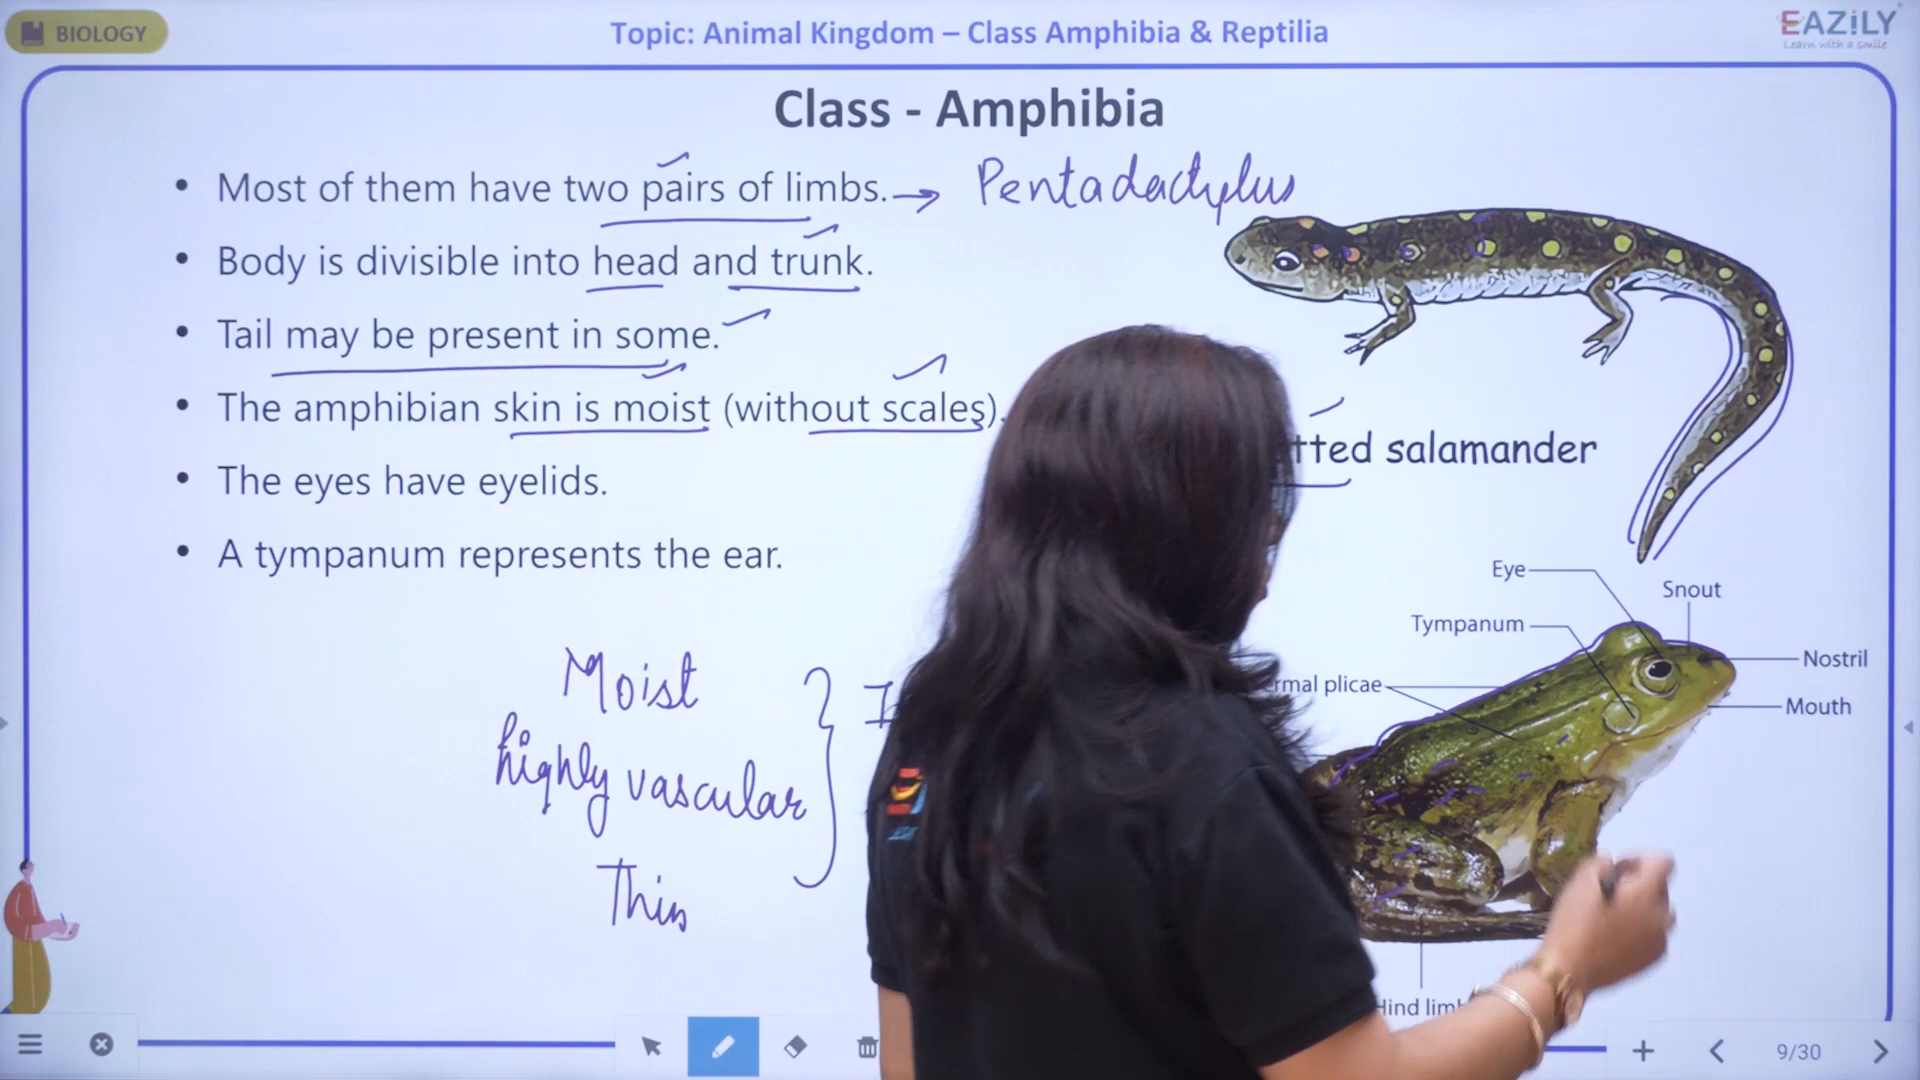 BIOLOGY
Topic: Animal Kingdom – Class Amphibia & Reptilia
EAZiLY
Learn with a smile
Class - Amphibia
• Most of them have two pairs of limbs. → Pentadactylus
• Body is divisible into head and trunk.
• Tail may be present in some.
• The amphibian skin is moist (without scales).
• The eyes have eyelids.
• A tympanum represents the ear.
salamander
Eye
Snout
Tympanum
Nostril
plicae
Mouth
Moist
highly vascular
Thin
Hind
9/30